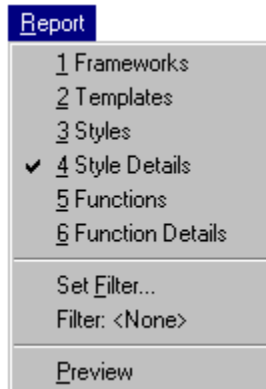 Report
1 Frameworks
2 Templates
3 Styles
4 Style Details
5 Functions
6 Function Details
Set Filter...
Filter: <None>
Preview